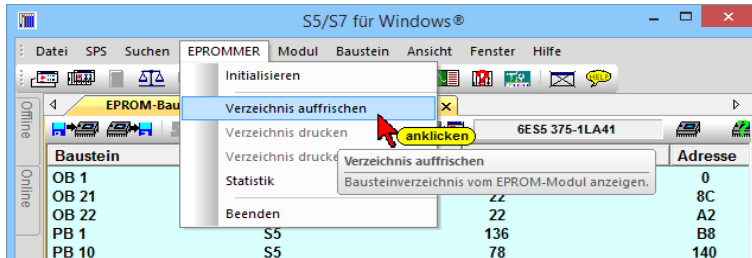 S5/S7 für Windows®
Datei SPS Suchen EPROMMER Modul Baustein Ansicht Fenster Hilfe
Initialisieren
HELP
Offline
EPROM-Bau
Verzeichnis auffrischen
Verzeichnis drucken
anklicken
6ES5 375-1LA41
Baustein
Verzeichnis drucke
Verzeichnis auffrischen
Adresse
Online
OB 1
Statistik
Bausteinverzeichnis vom EPROM-Modul anzeigen.
0
OB 21
22
8C
OB 22
Beenden
22
A2
PB 1 S5 136 B8
PB 10 S5 78 140